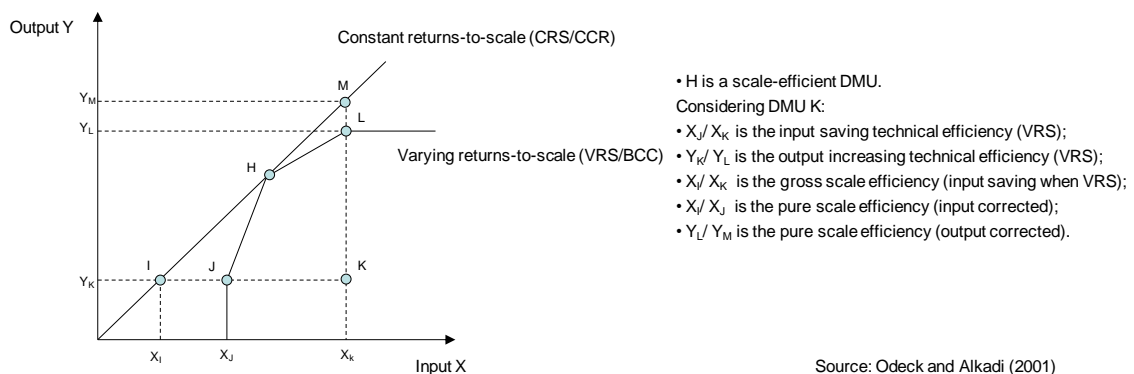 Output Y
Constant returns-to-scale (CRS/CCR)
M
Y_M
L
Y_L
Varying returns-to-scale (VRS/BCC)
H
I
J
K
Y_K
X_I
X_J
X_k
Input X
• H is a scale-efficient DMU.
Considering DMU K:
• X_J/ X_K is the input saving technical efficiency (VRS);
• Y_K/ Y_L is the output increasing technical efficiency (VRS);
• X_I/ X_K is the gross scale efficiency (input saving when VRS);
• X_I/ X_J is the pure scale efficiency (input corrected);
• Y_L/ Y_M is the pure scale efficiency (output corrected).
Source: Odeck and Alkadi (2001)